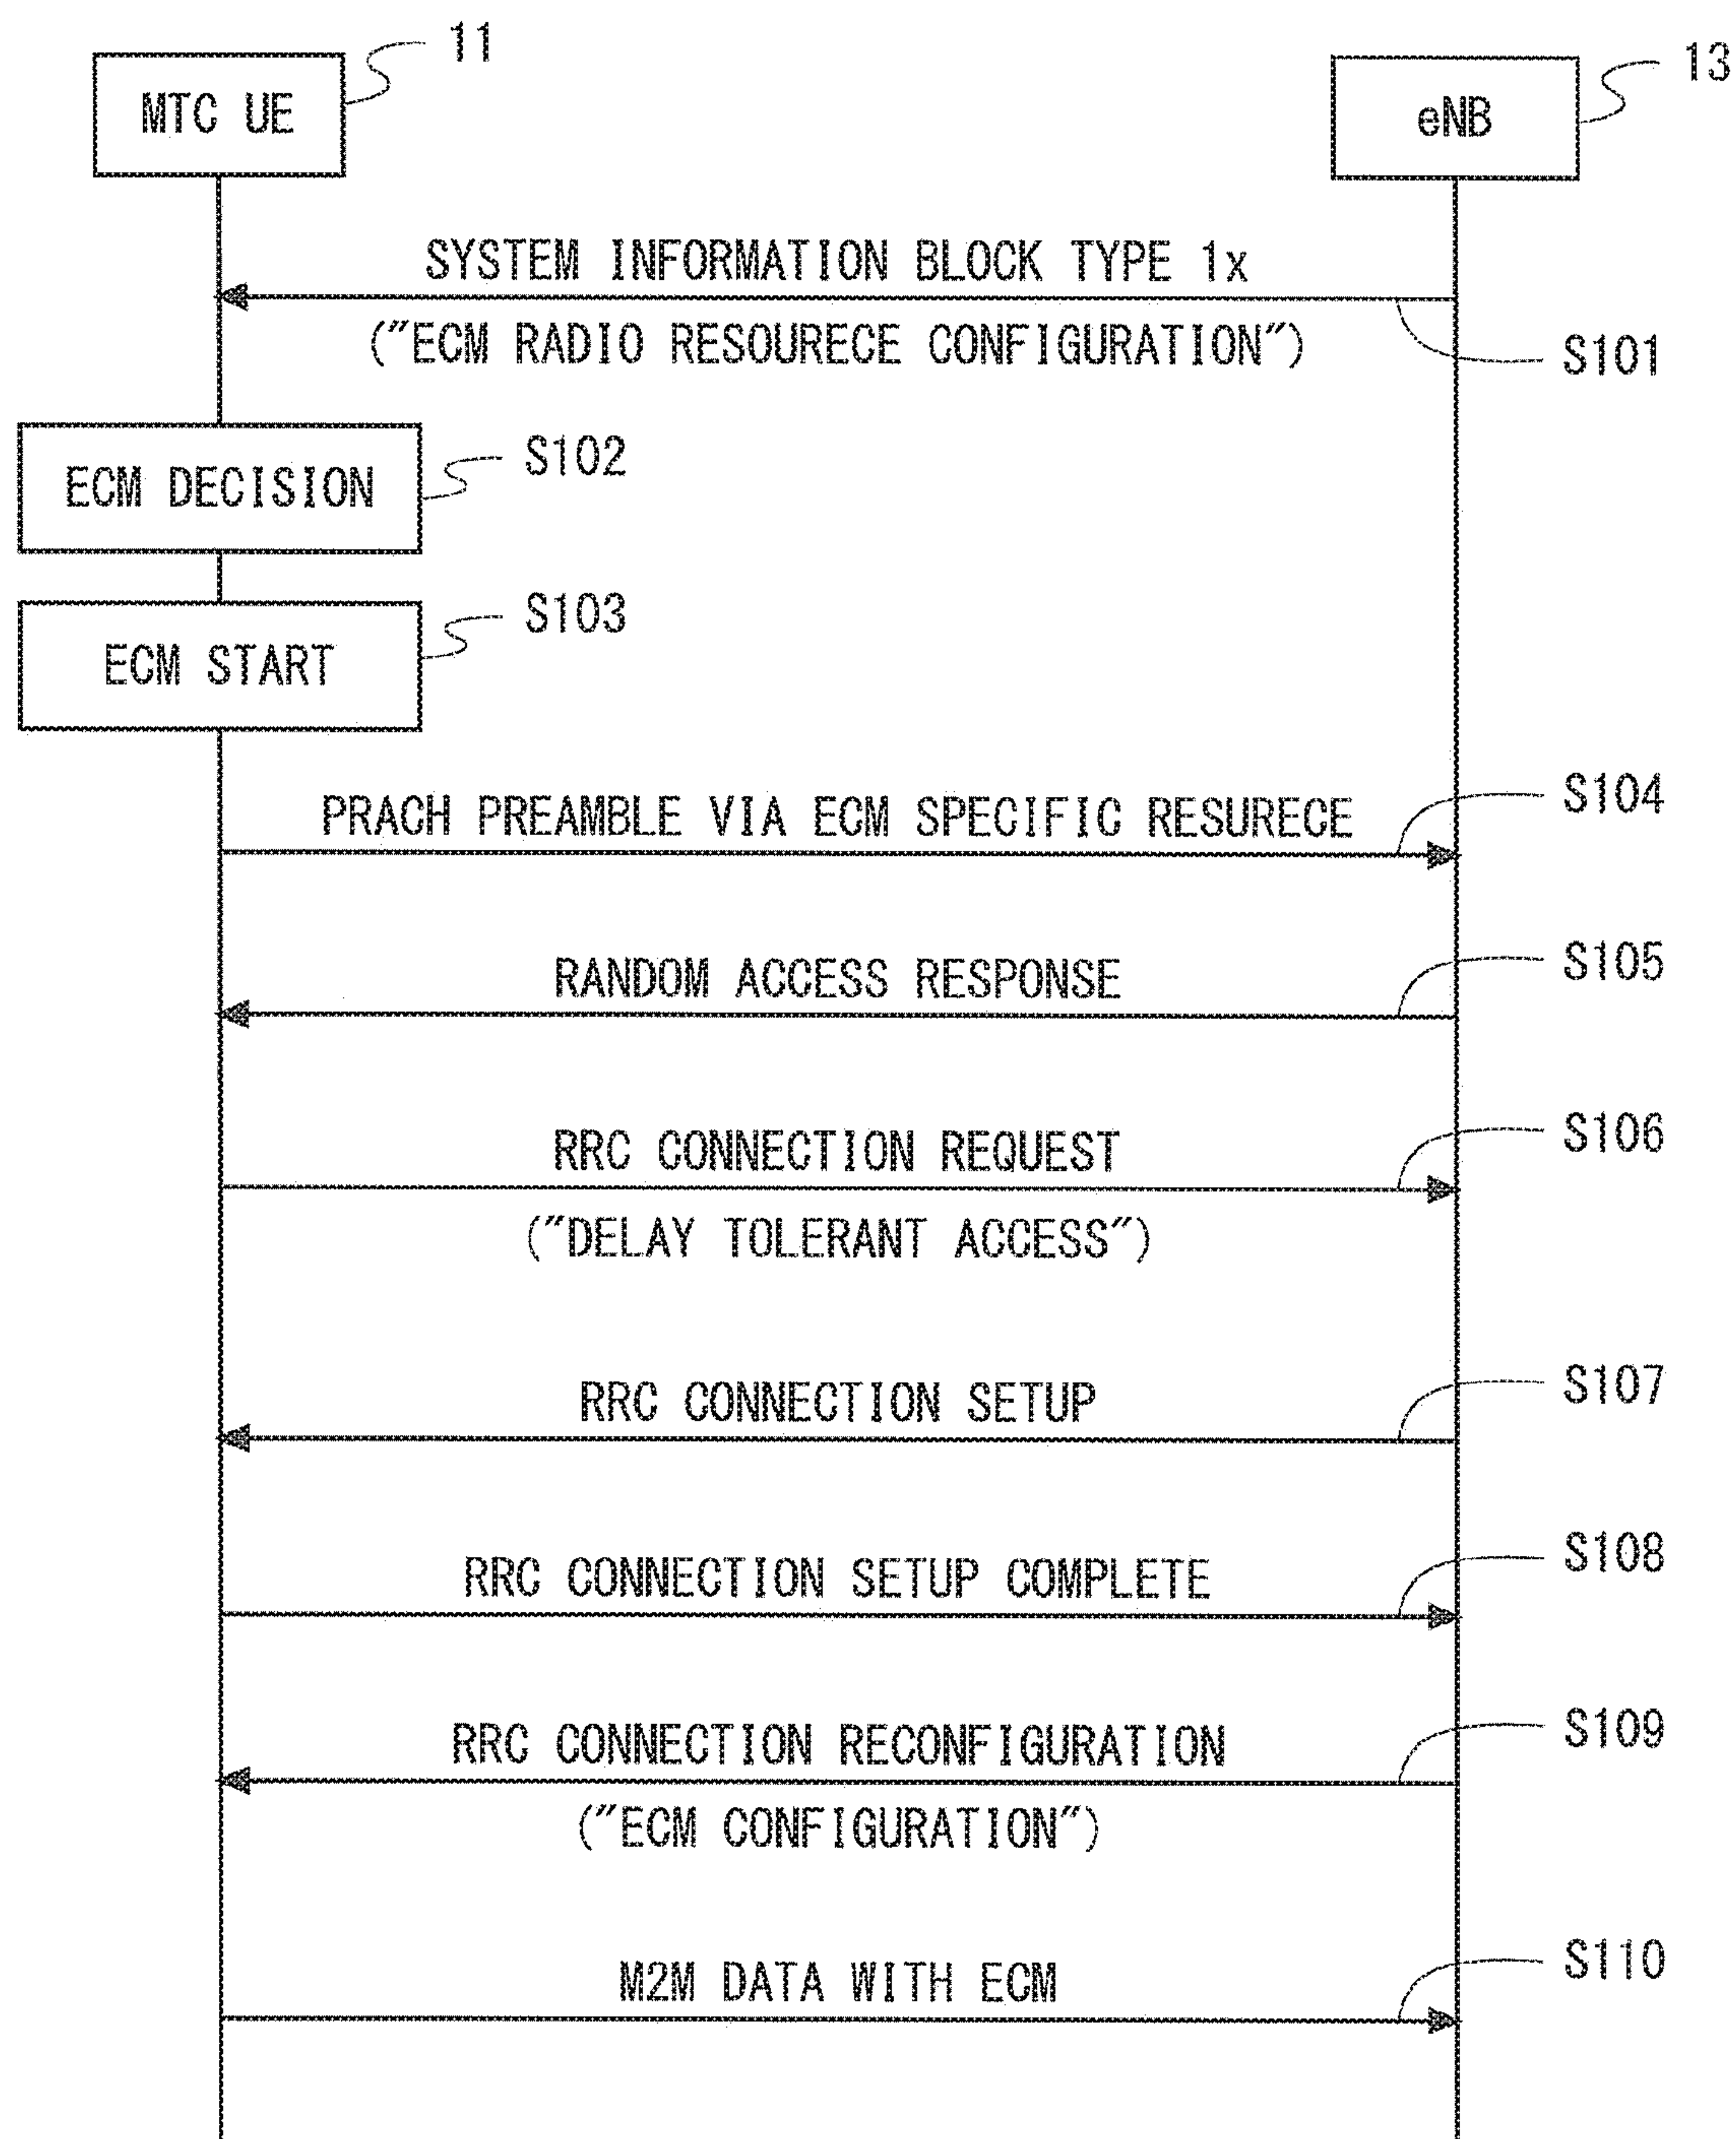 11
MTC UE
13
eNB
SYSTEM INFORMATION BLOCK TYPE 1x
("ECM RADIO RESOURECE CONFIGURATION")
S101
ECM DECISION
S102
ECM START
S103
PRACH PREAMBLE VIA ECM SPECIFIC RESURECE
S104
RANDOM ACCESS RESPONSE
S105
RRC CONNECTION REQUEST
("DELAY TOLERANT ACCESS")
S106
RRC CONNECTION SETUP
S107
RRC CONNECTION SETUP COMPLETE
S108
RRC CONNECTION RECONFIGURATION
("ECM CONFIGURATION")
S109
M2M DATA WITH ECM
S110